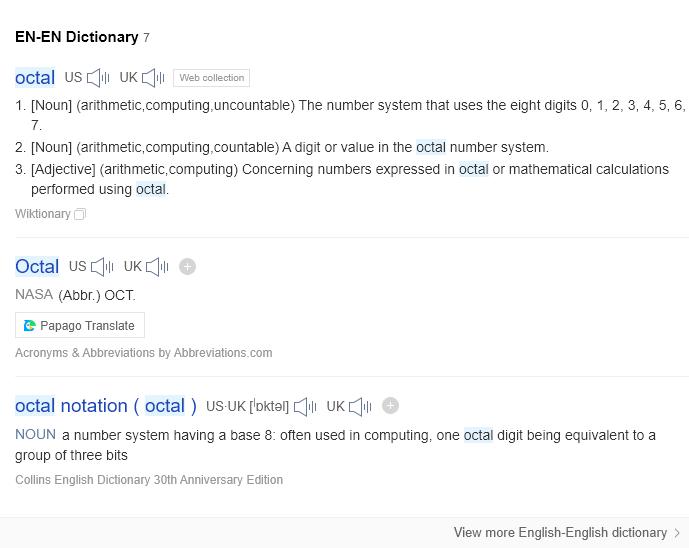 EN-EN Dictionary 7
octal US UK Web collection
1. [Noun] (arithmetic,computing,uncountable) The number system that uses the eight digits 0, 1, 2, 3, 4, 5, 6,
7.
2. [Noun] (arithmetic,computing,countable) A digit or value in the octal number system.
3. [Adjective] (arithmetic,computing) Concerning numbers expressed in octal or mathematical calculations
performed using octal.
Wiktionary
Octal US UK
NASA (Abbr.) OCT.
Papago Translate
Acronyms & Abbreviations by Abbreviations.com
octal notation ( octal ) US·UK [ˈɒktəl] UK
NOUN a number system having a base 8: often used in computing, one octal digit being equivalent to a
group of three bits
Collins English Dictionary 30th Anniversary Edition
View more English-English dictionary